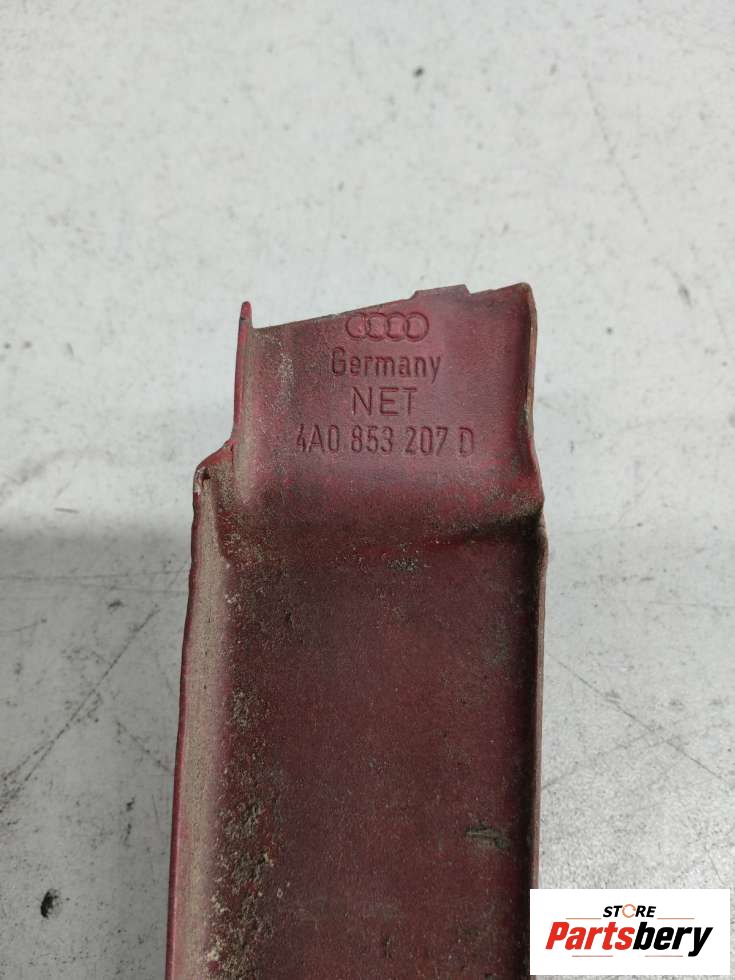 Germany
NET
4A0 853 207 D
STORE
Partsbery